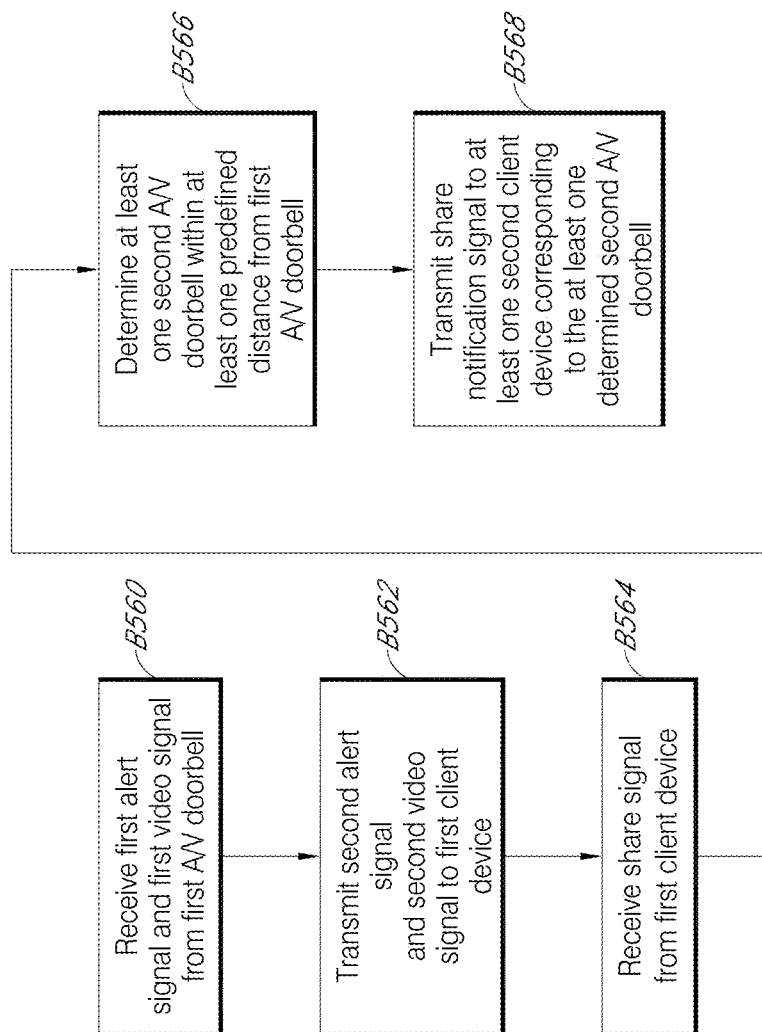 B560
Receive first alert
signal and first video signal
from first A/V doorbell
B562
Transmit second alert
signal
and second video
signal to first client
device
B564
Receive share signal
from first client device
B566
Determine at least
one second A/V
doorbell within at
least one predefined
distance from first
A/V doorbell
B568
Transmit share
notification signal to at
least one second client
device corresponding
to the at least one
determined second A/V
doorbell